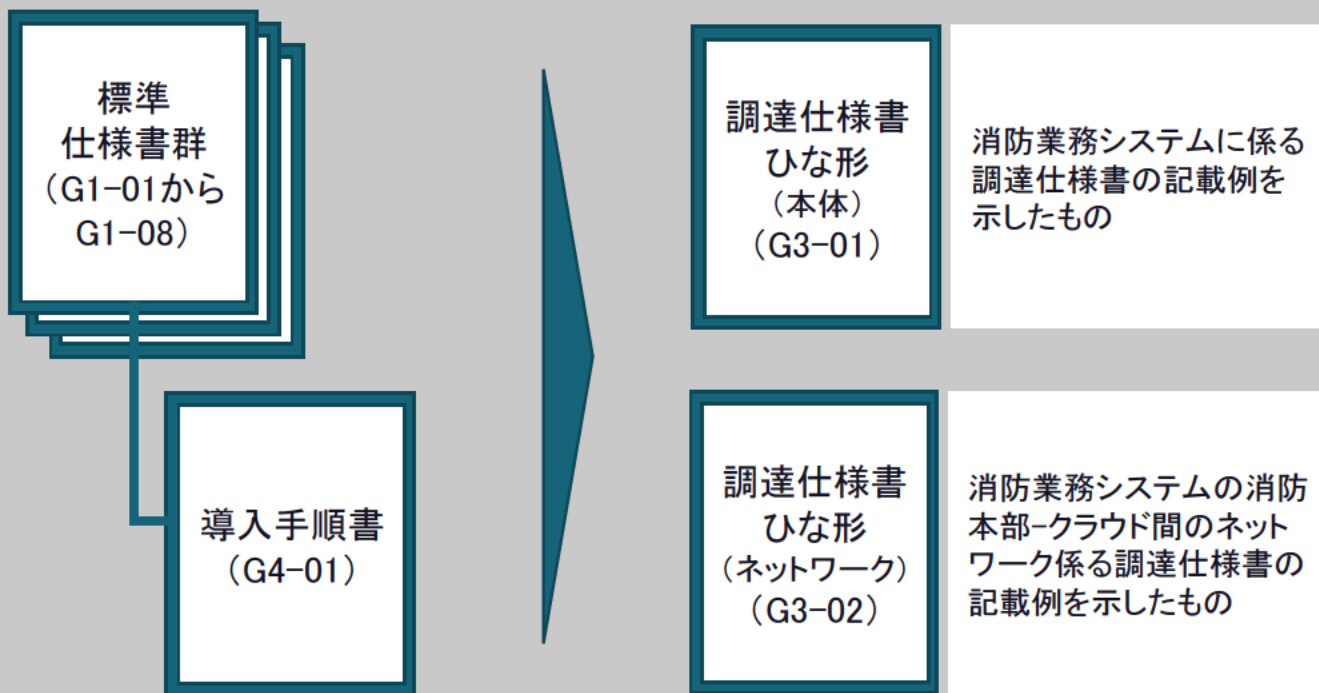 標準
仕様書群
（G1-01から
G1-08）
導入手順書
（G4-01）
調達仕様書
ひな形
（本体）
（G3-01）
消防業務システムに係る
調達仕様書の記載例を
示したもの
調達仕様書
ひな形
（ネットワーク）
（G3-02）
消防業務システムの消防
本部-クラウド間のネット
ワーク係る調達仕様書の
記載例を示したもの